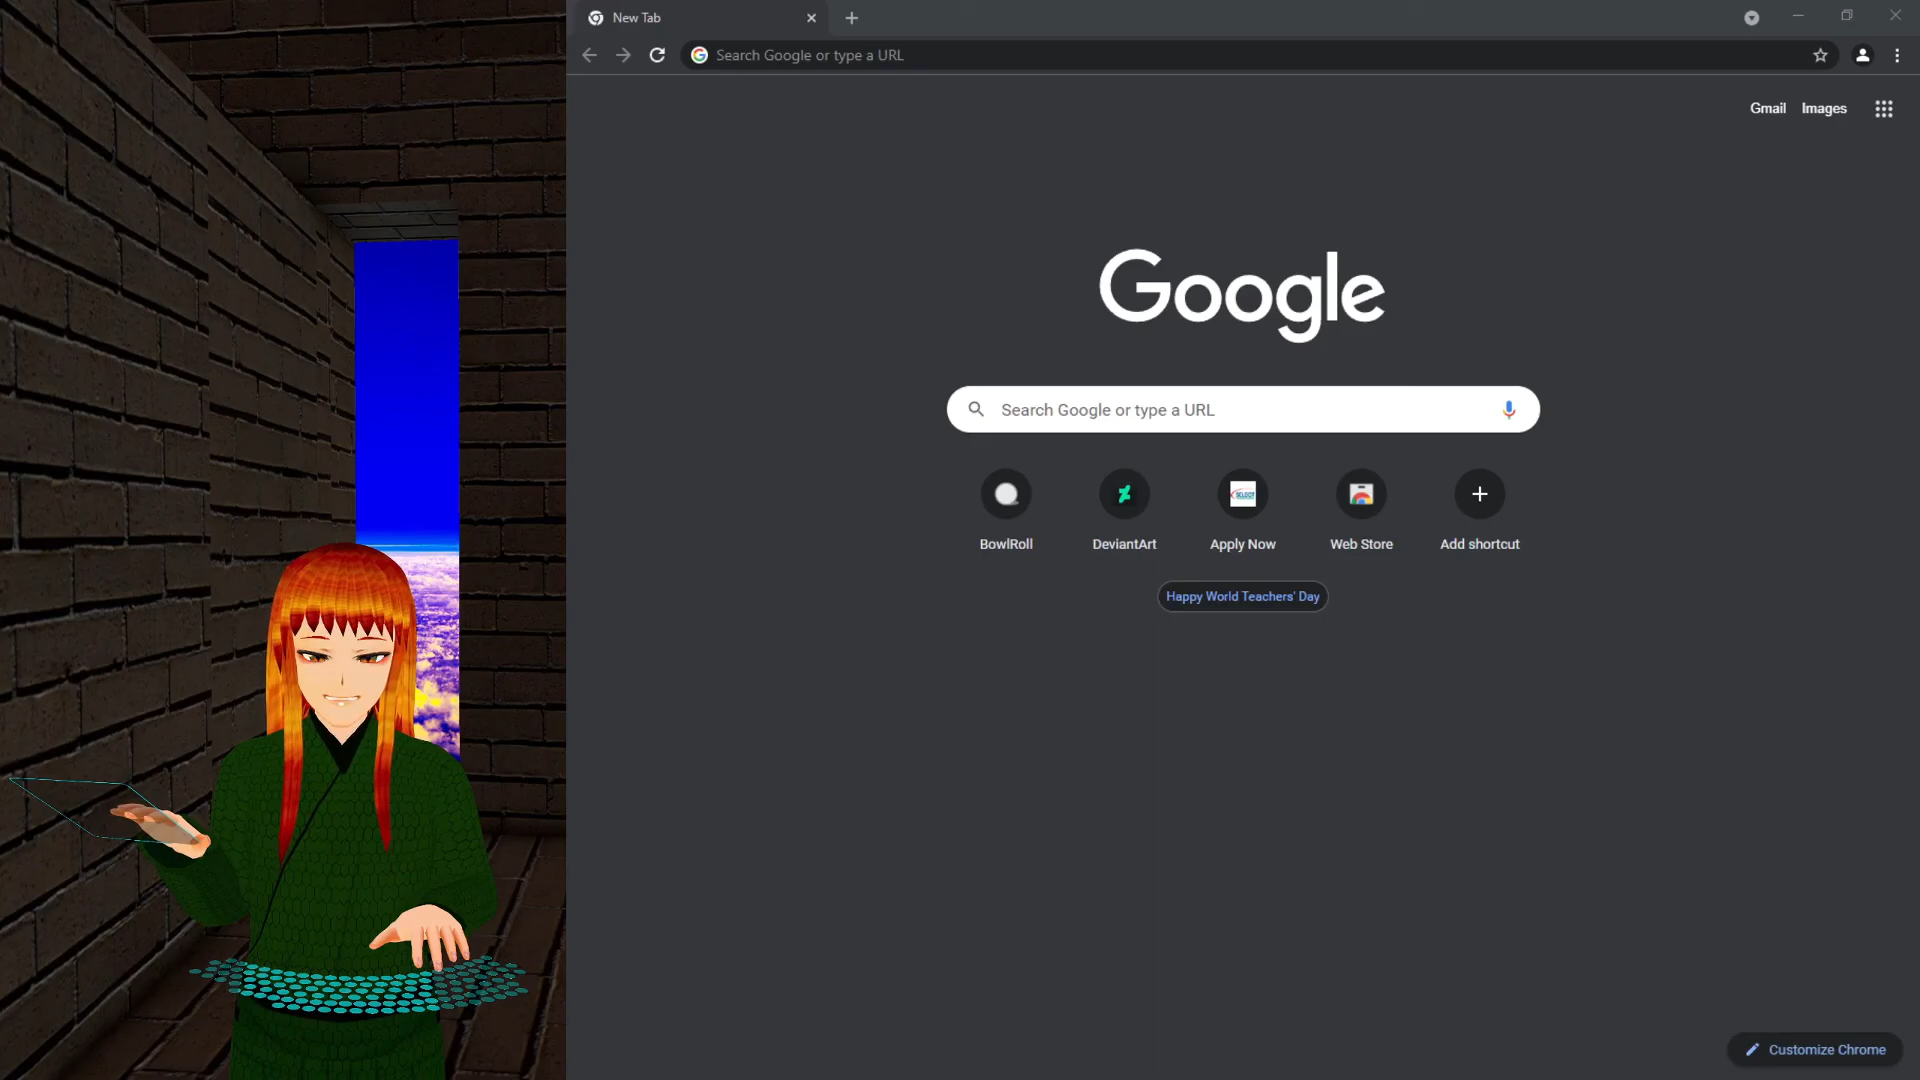 New Tab
Search Google or type a URL
Gmail Images
Google
Search Google or type a URL
SELECT
BowlRoll DeviantArt Apply Now Web Store Add shortcut
Happy World Teachers' Day
Customize Chrome